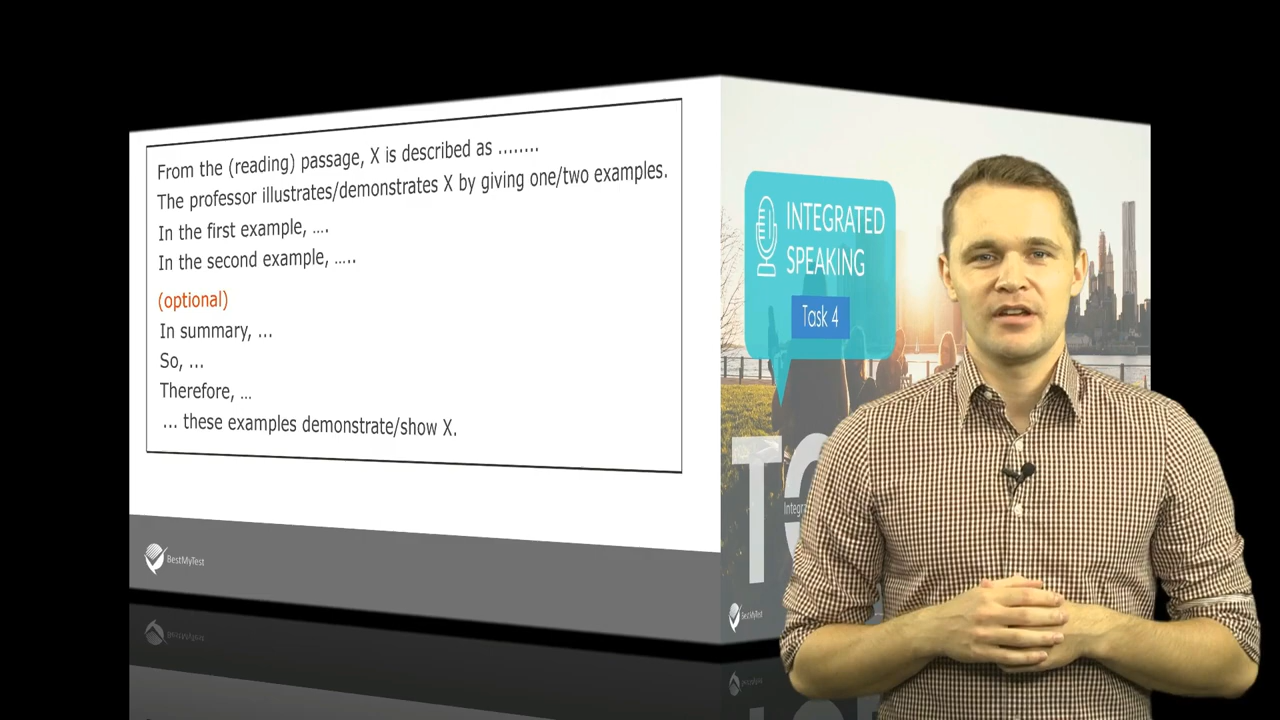 From the (reading) passage, X is described as ........
The professor illustrates/demonstrates X by giving one/two examples.
In the first example, ....
In the second example, .....
(optional)
In summary, ...
So, ...
Therefore, ...
... these examples demonstrate/show X.
BestMyTest
INTEGRATED
SPEAKING
Task 4
BestMyTest